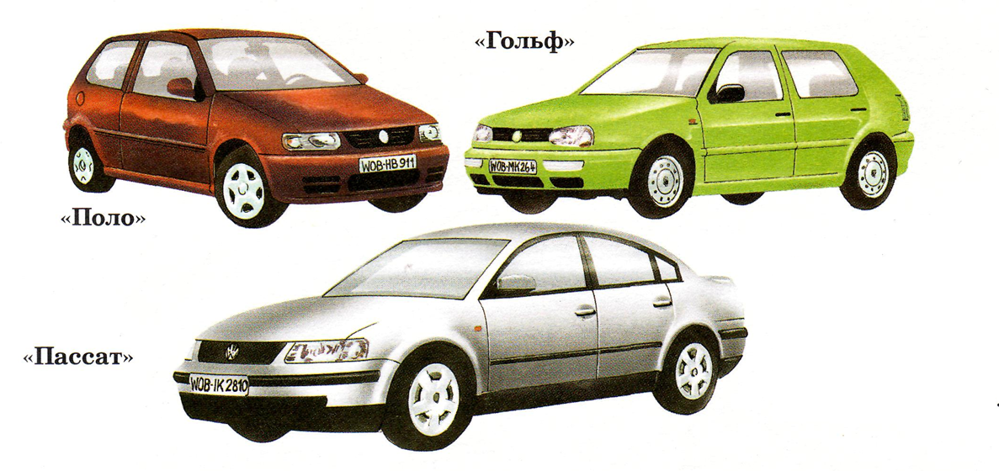 «Гольф»
WOB-HB 911
WOB-MK 264
«Поло»
«Пассат»
WOB-IK 2810